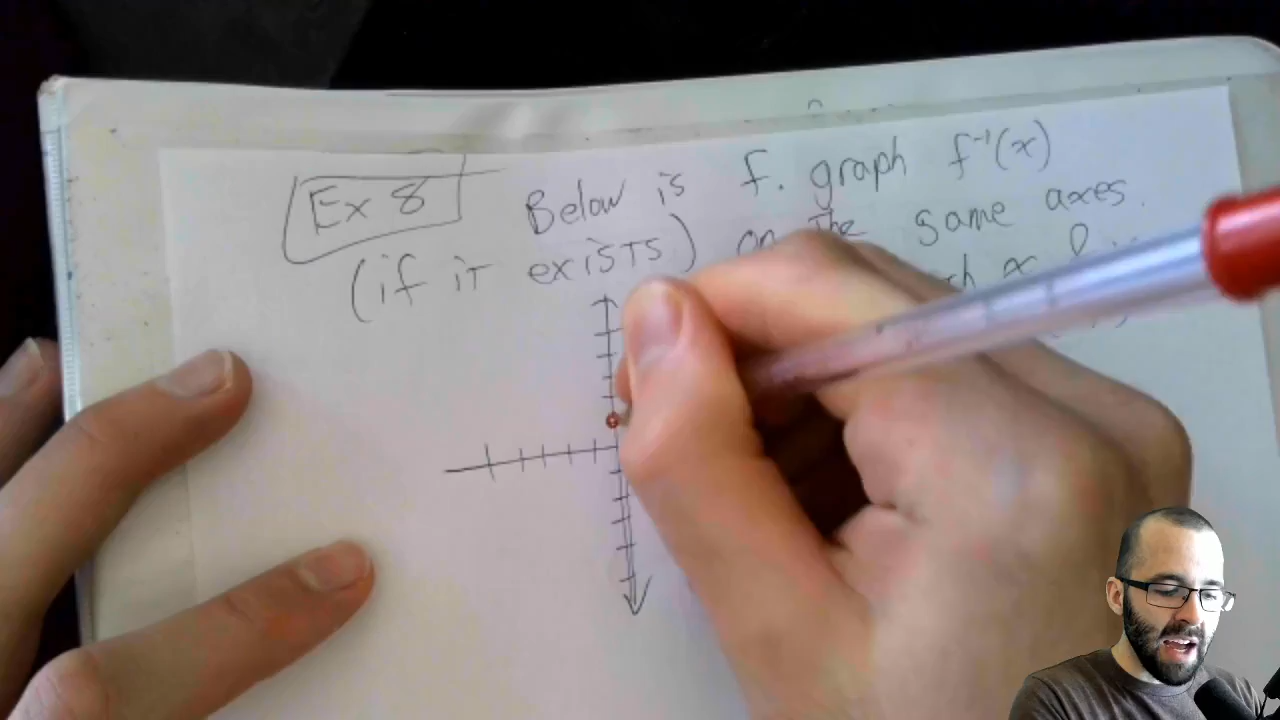 Ex 8 Below is f. graph f⁻¹(x)
(if it exists) on the same axes.